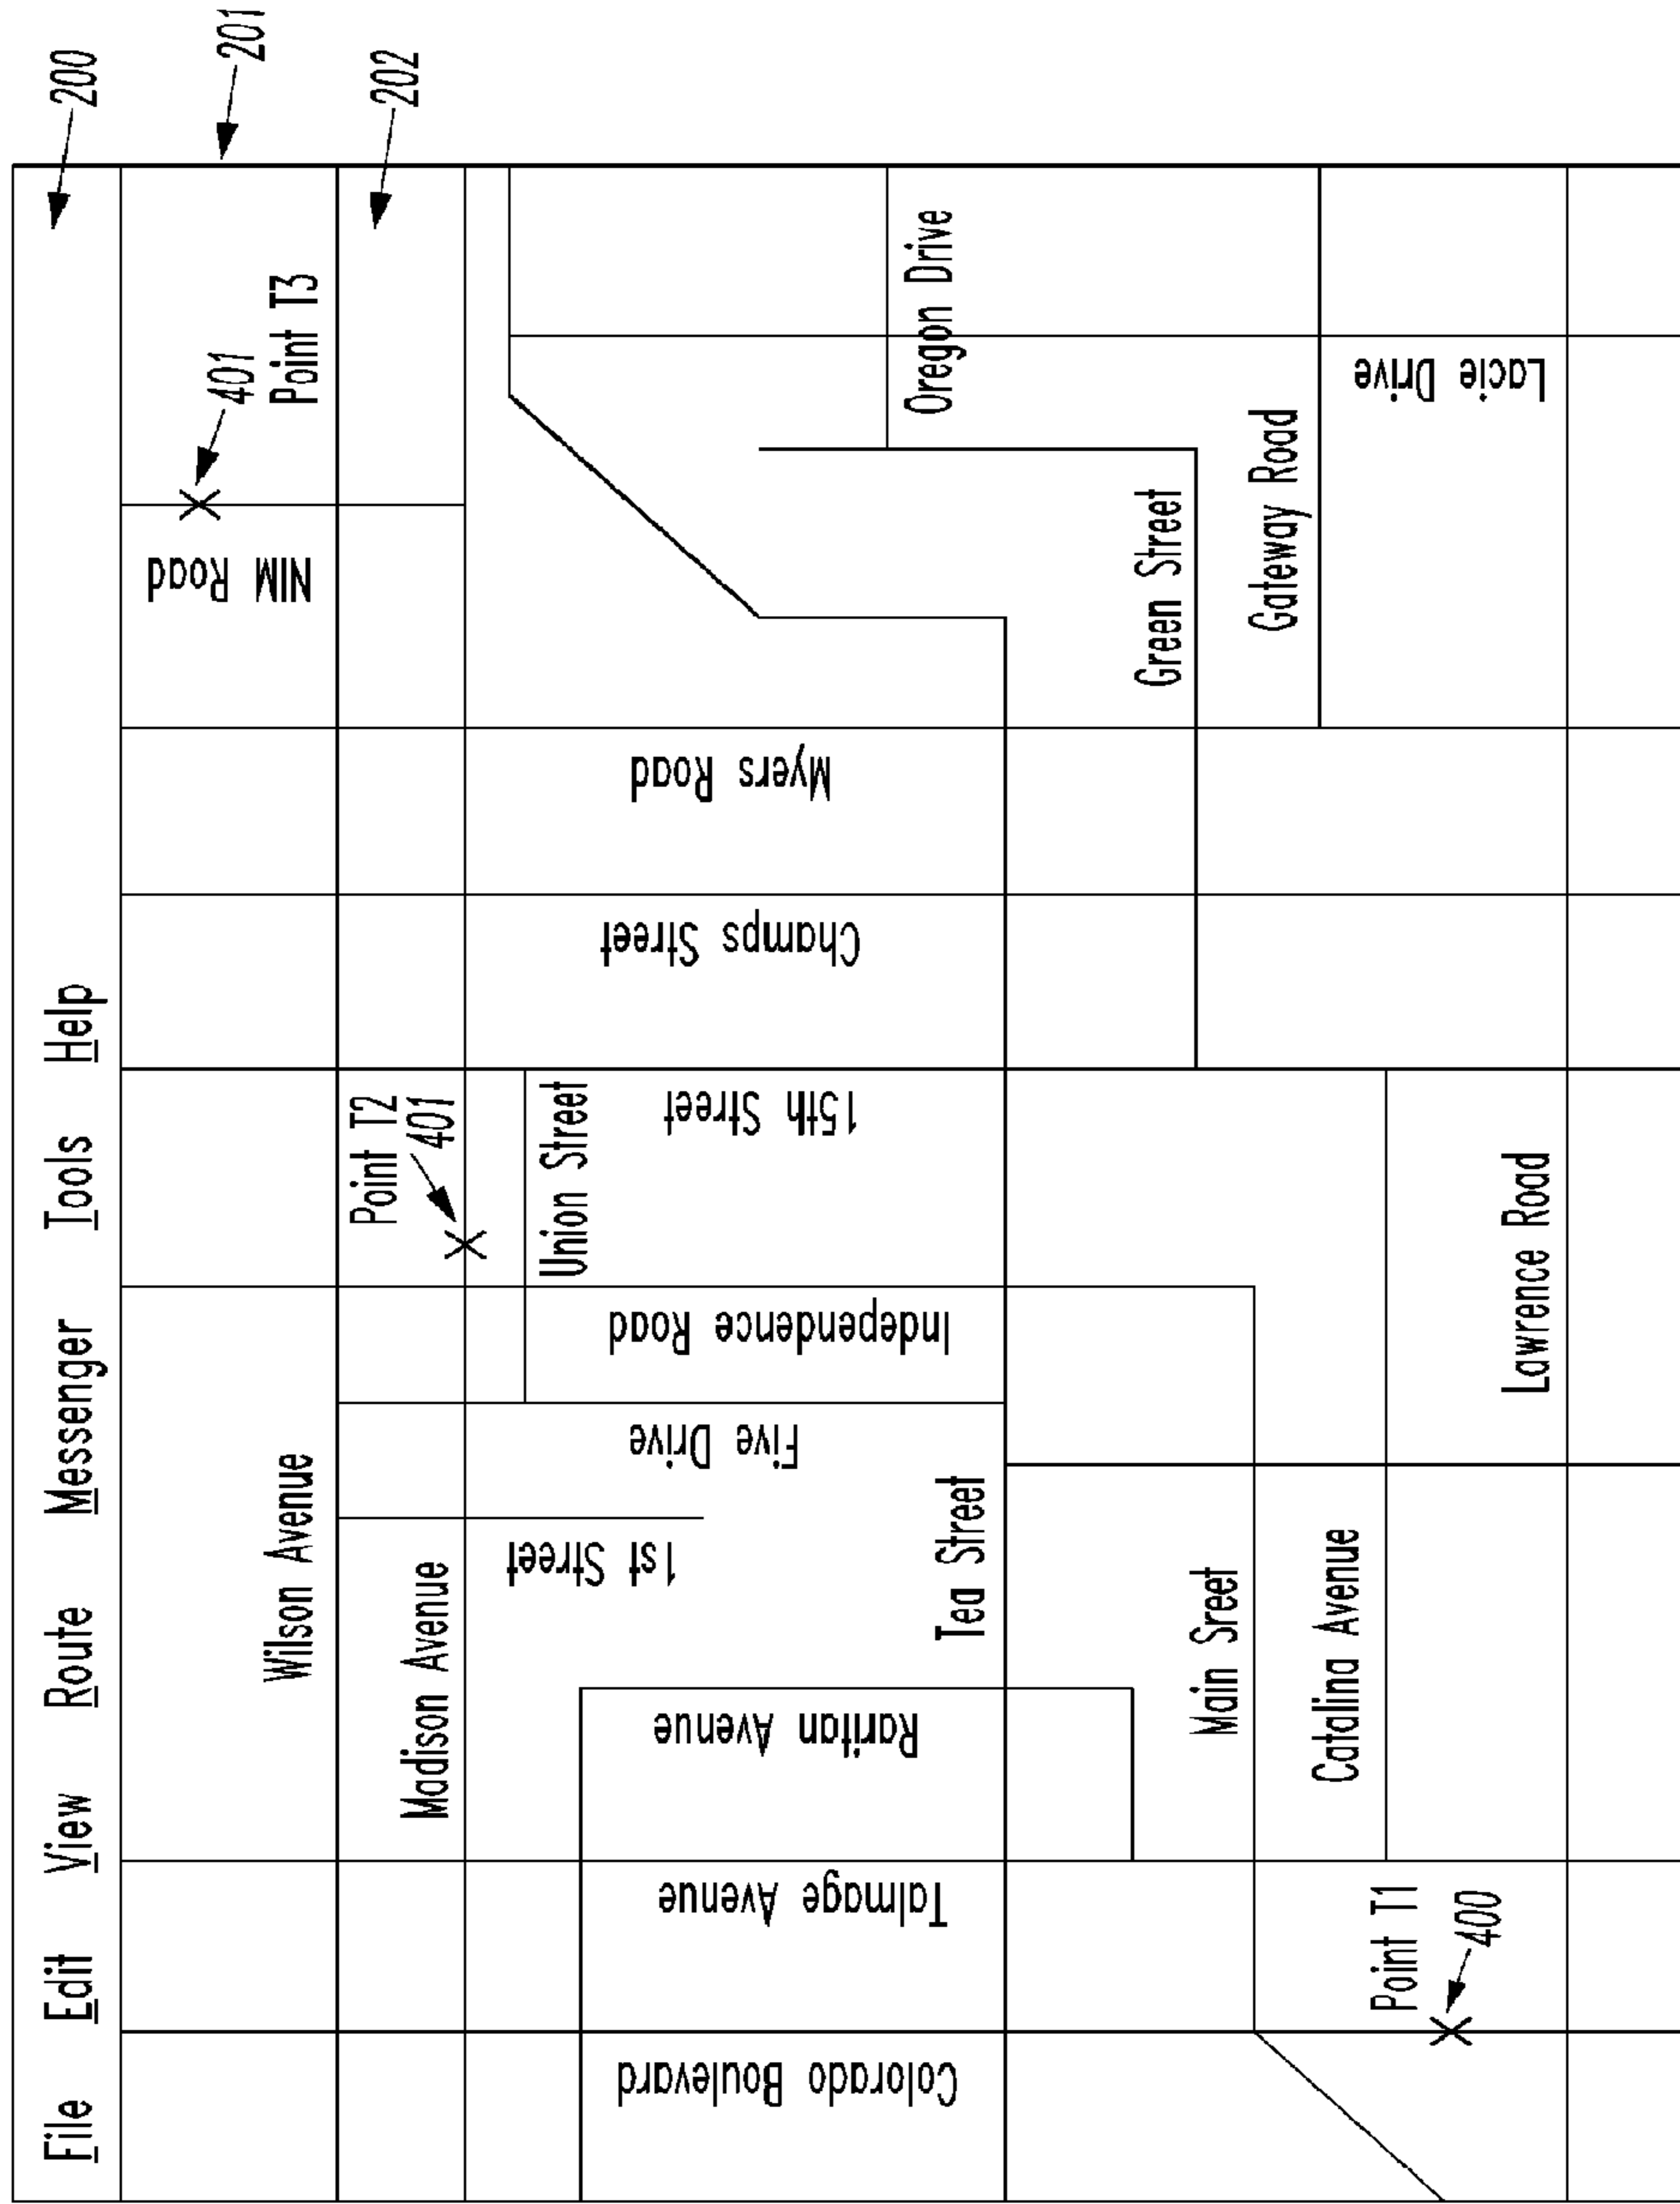 File Edit View Route Messenger Tools Help
200
201
NIM Road
401
Point T3
Wilson Avenue
202
Point T2
401
Madison Avenue
Union Street
1st Street
Five Drive
Independence Road
15th Street
Champs Street
Myers Road
Colorado Boulevard
Talmage Avenue
Raritan Avenue
Tea Street
Oregon Drive
Green Street
Main Sreet
Gateway Road
Catalina Avenue
Lacie Drive
Point T1
400
Lawrence Road